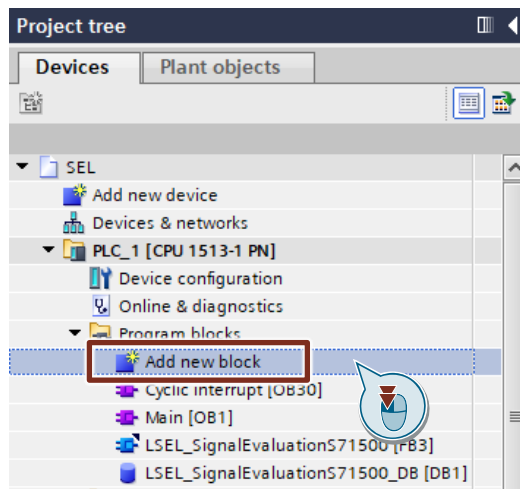 Project tree
Devices
Plant objects
SEL
Add new device
Devices & networks
PLC_1 [CPU 1513-1 PN]
Device configuration
Online & diagnostics
Program blocks
Add new block
Cyclic interrupt [OB30]
Main [OB1]
LSEL_SignalEvaluationS71500 [FB3]
LSEL_SignalEvaluationS71500_DB [DB1]